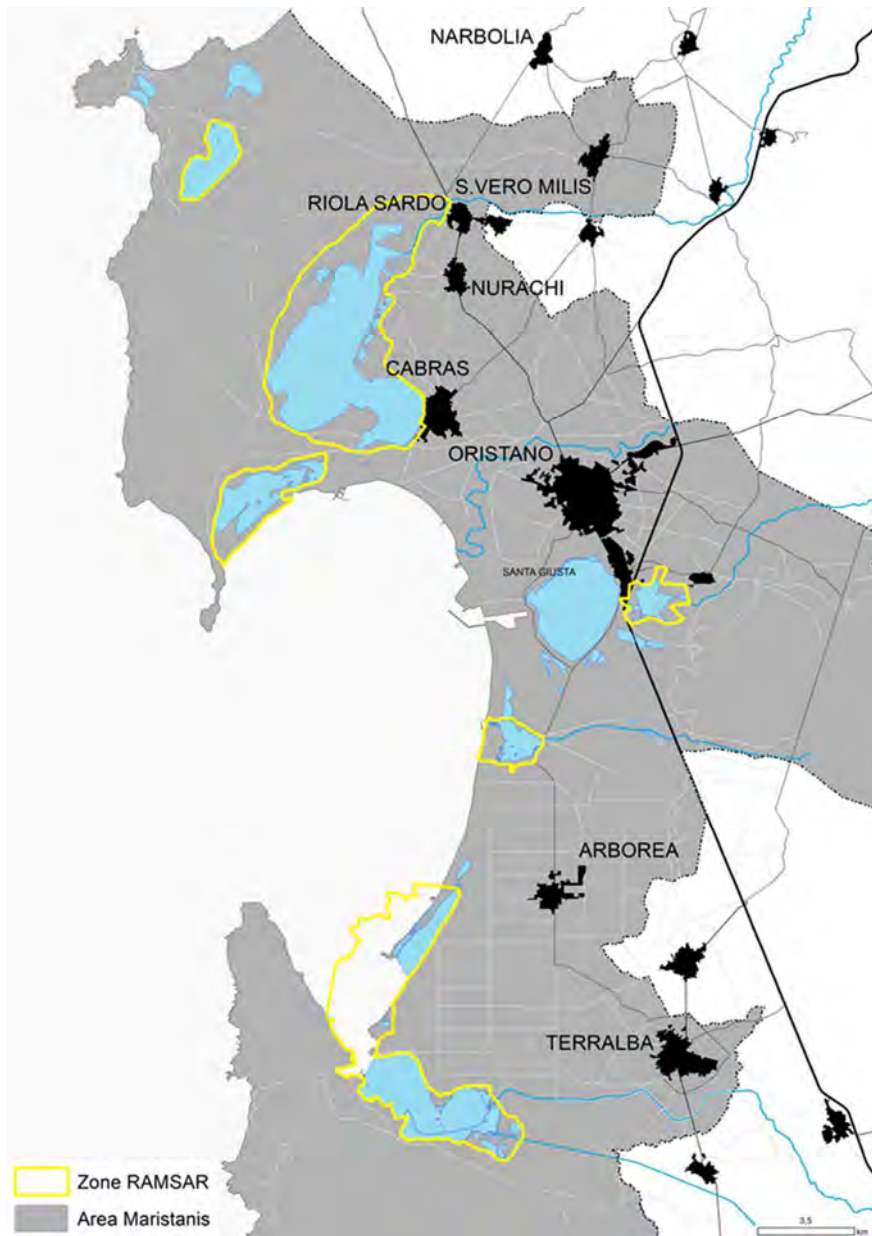 NARBOLIA
S.VERO MILIS
RIOLA SARDO
NURACHI
CABRAS
ORISTANO
SANTA GIUSTA
ARBOREA
TERRALBA
Zone RAMSAR
Area Maristanis
3,5
km